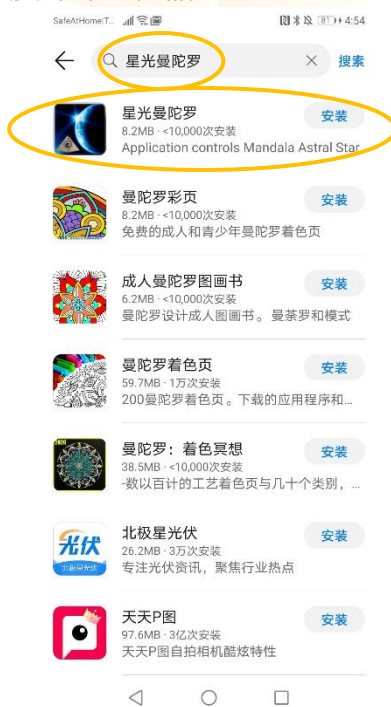 SafeAtHome|T...
4:54
星光曼陀罗
搜索
星光曼陀罗
8.2MB · <10,000次安装
Application controls Mandala Astral Star
安装
曼陀罗彩页
8.2MB · <10,000次安装
免费的成人和青少年曼陀罗着色页
安装
成人曼陀罗图画书
6.2MB · <10,000次安装
曼陀罗设计成人图画书。曼荼罗和模式
安装
曼陀罗着色页
59.7MB · 1万次安装
200曼陀罗着色页。下载的应用程序和...
安装
2020
曼陀罗：着色冥想
38.5MB · <10,000次安装
-数以百计的工艺着色页与几十个类别，...
安装
光伏
北极星光伏
北极星光伏
26.2MB · 3万次安装
专注光伏资讯，聚焦行业热点
安装
天天P图
97.6MB · 3亿次安装
天天P图自拍相机酷炫特性
安装